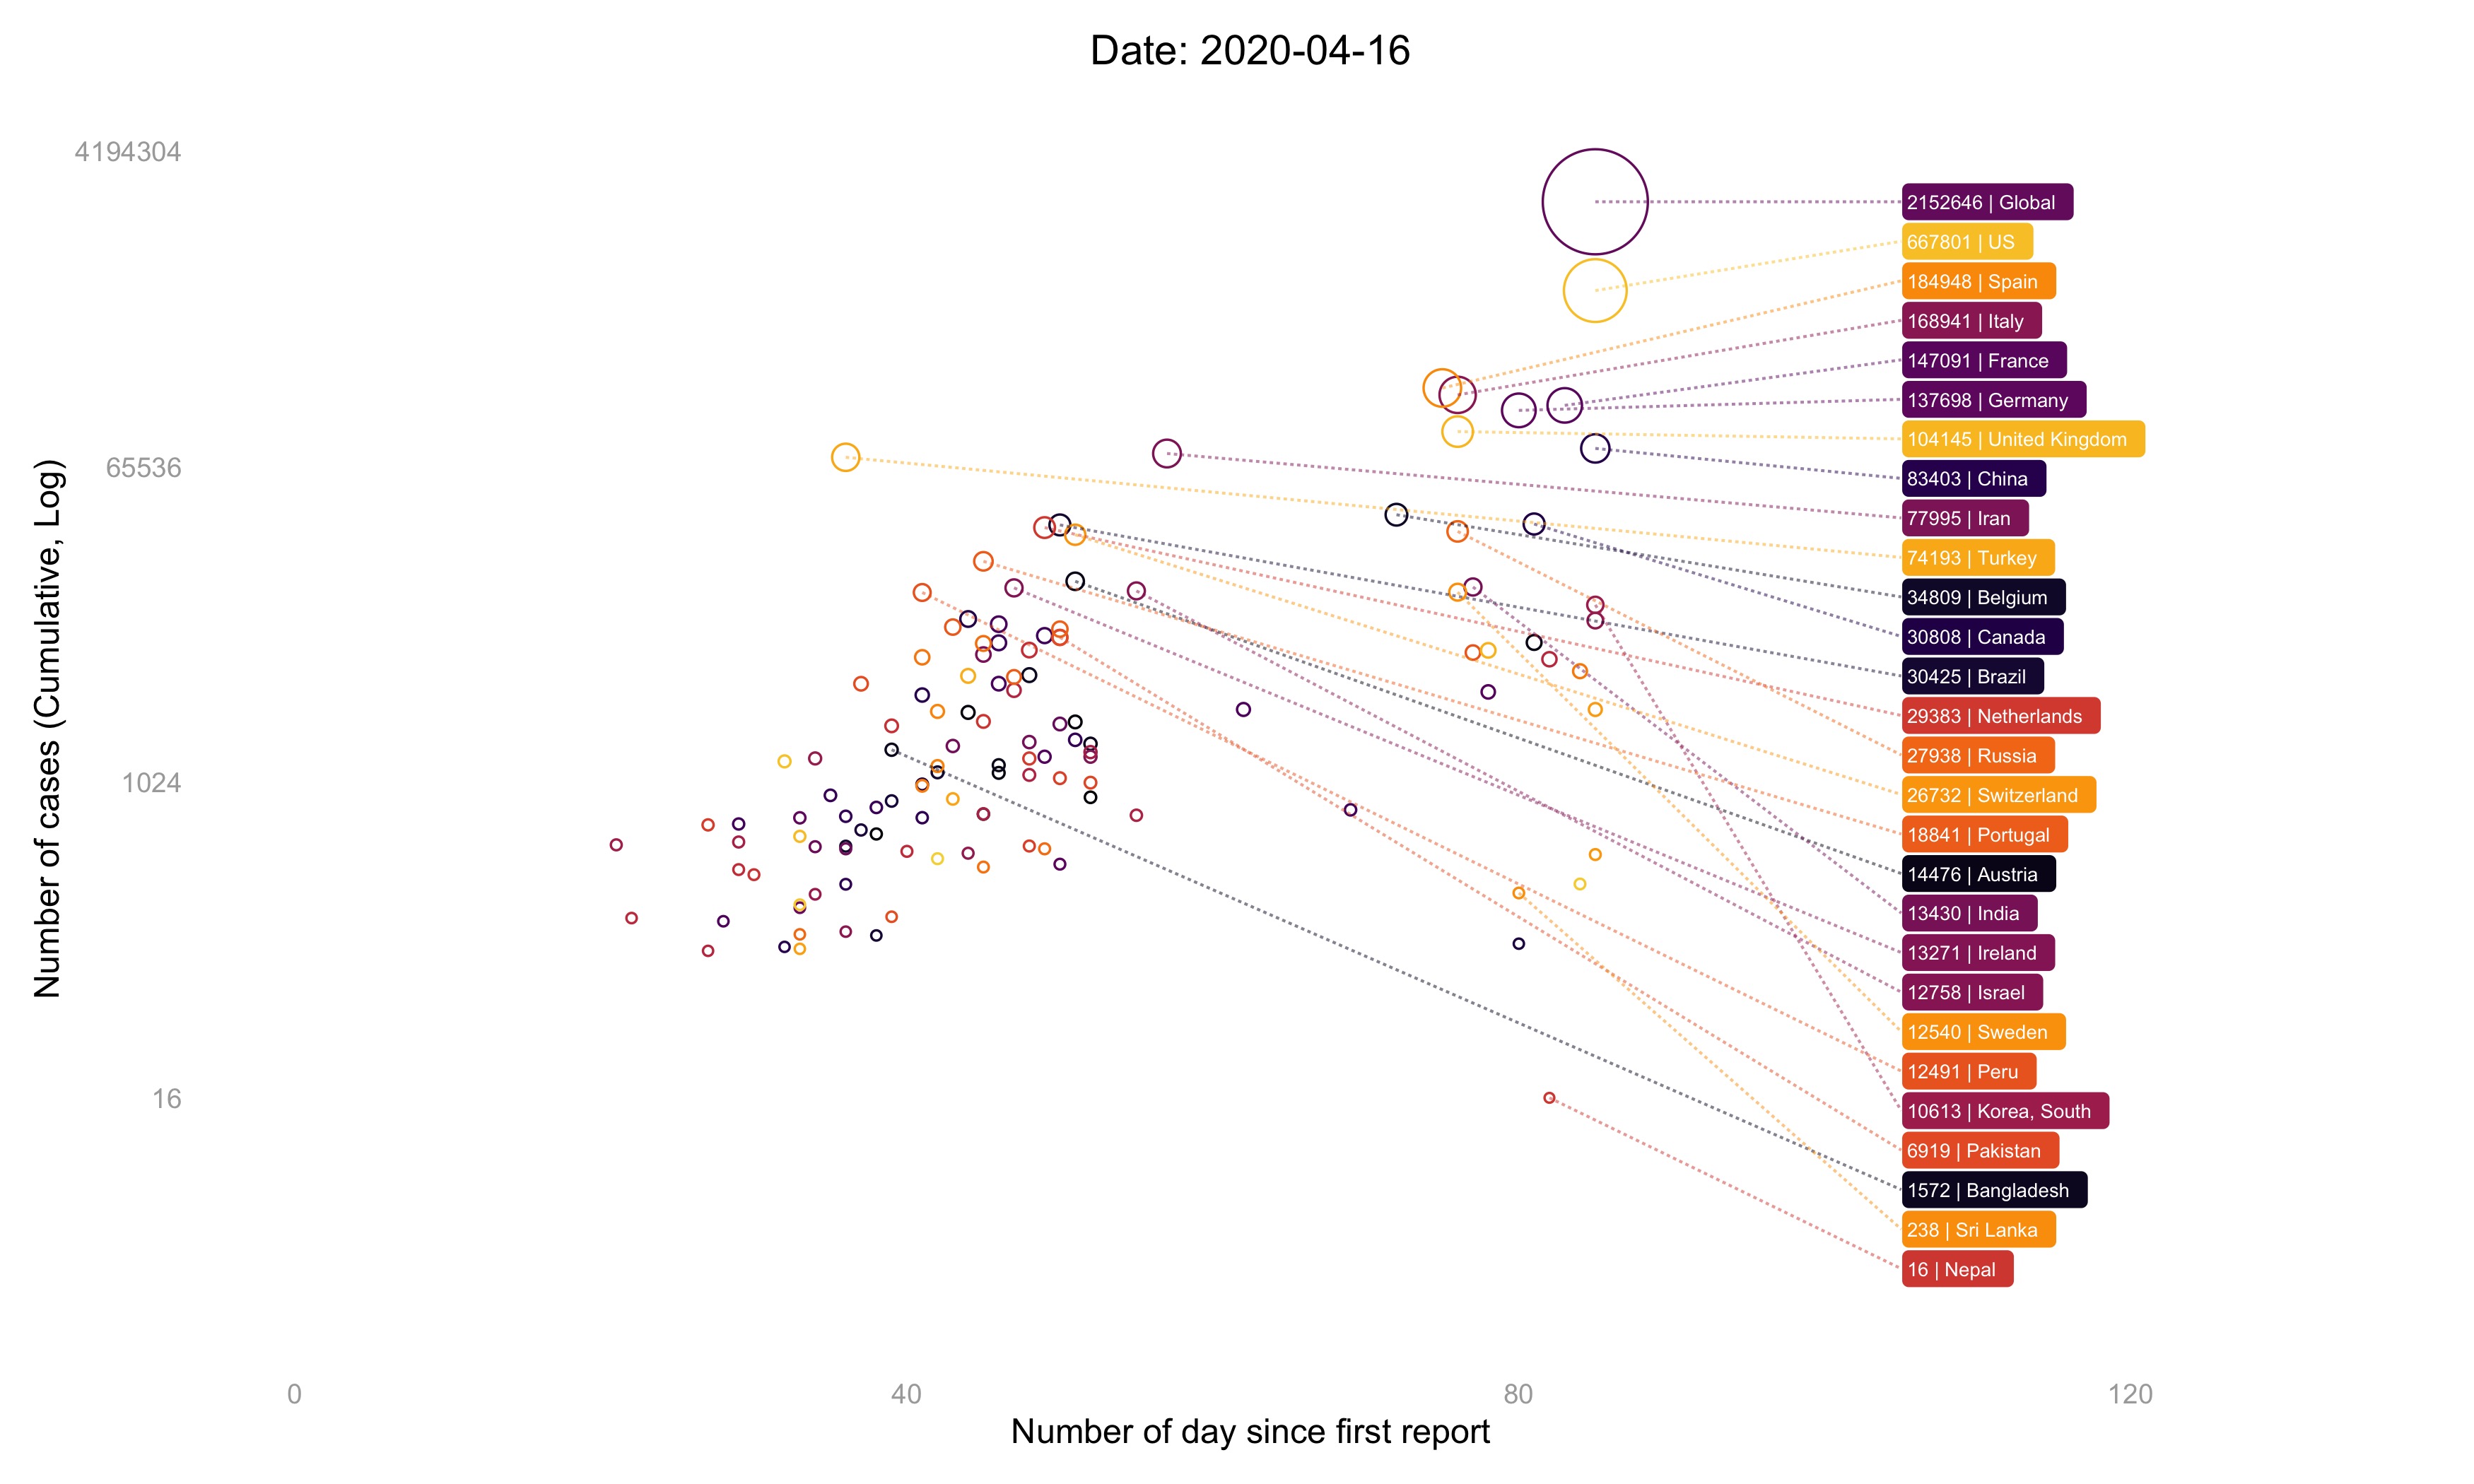 Date: 2020-04-16
Number of cases (Cumulative, Log)
4194304
65536
1024
16
2152646 | Global
667801 | US
184948 | Spain
168941 | Italy
147091 | France
137698 | Germany
104145 | United Kingdom
83403 | China
77995 | Iran
74193 | Turkey
34809 | Belgium
30808 | Canada
30425 | Brazil
29383 | Netherlands
27938 | Russia
26732 | Switzerland
18841 | Portugal
14476 | Austria
13430 | India
13271 | Ireland
12758 | Israel
12540 | Sweden
12491 | Peru
10613 | Korea, South
6919 | Pakistan
1572 | Bangladesh
238 | Sri Lanka
16 | Nepal
0 40 80 120
Number of day since first report